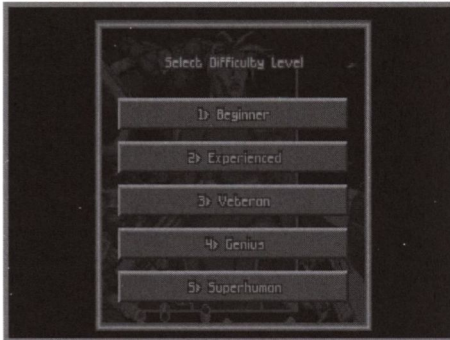 Select Difficulty Level
1> Beginner
2> Experienced
3> Veteran
4> Genius
5> Superhuman